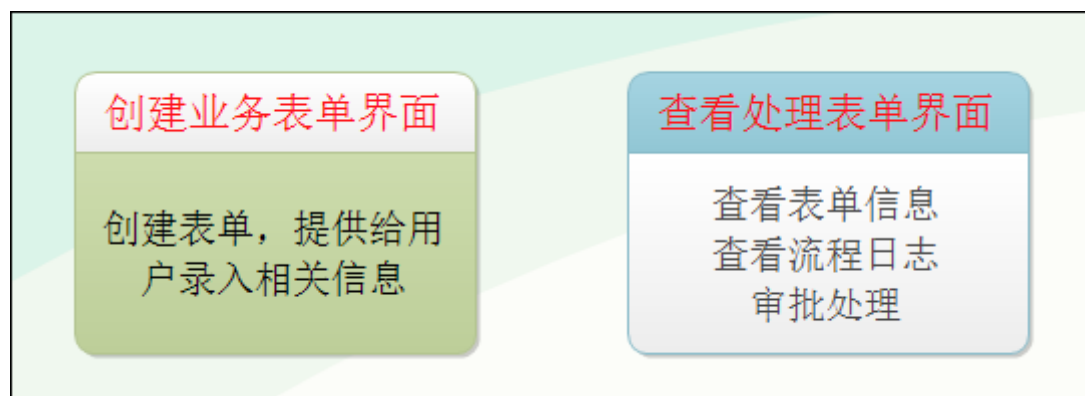 创建业务表单界面
创建表单，提供给用
户录入相关信息
查看处理表单界面
查看表单信息
查看流程日志
审批处理